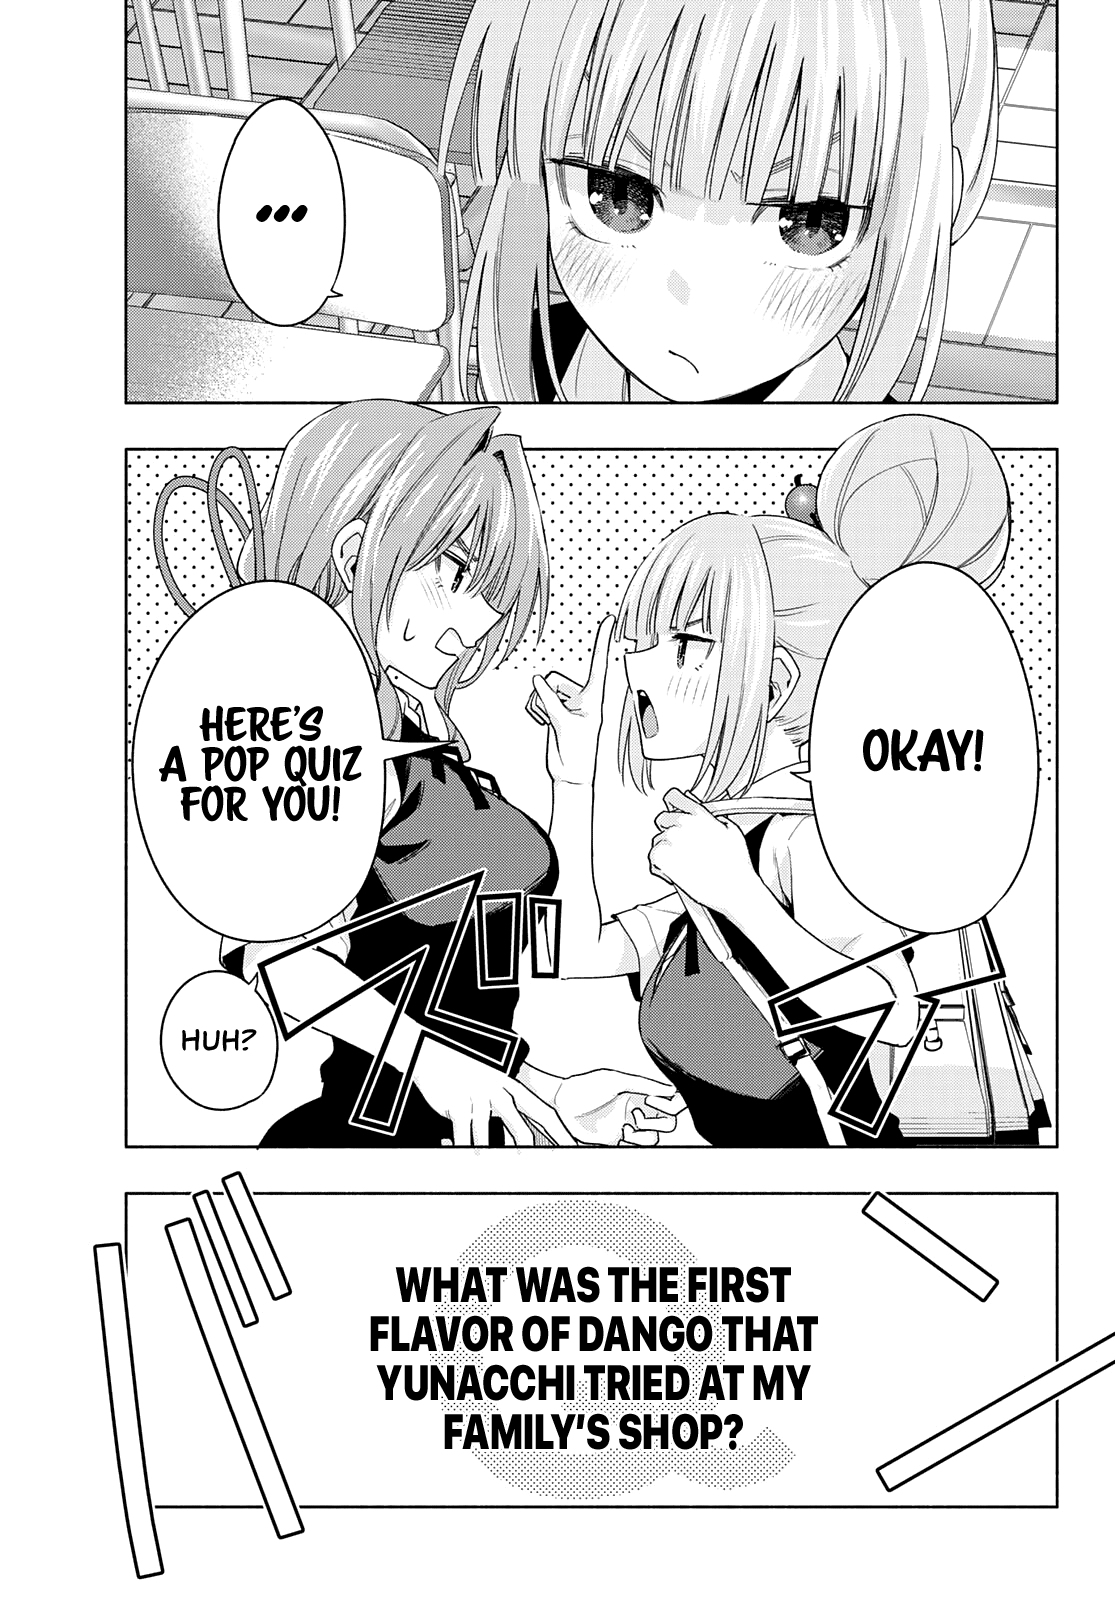 ...
OKAY!
HERE'S
A POP QUIZ
FOR YOU!
HUH?
WHAT WAS THE FIRST
FLAVOR OF DANGO THAT
YUNACCHI TRIED AT MY
FAMILY'S SHOP?